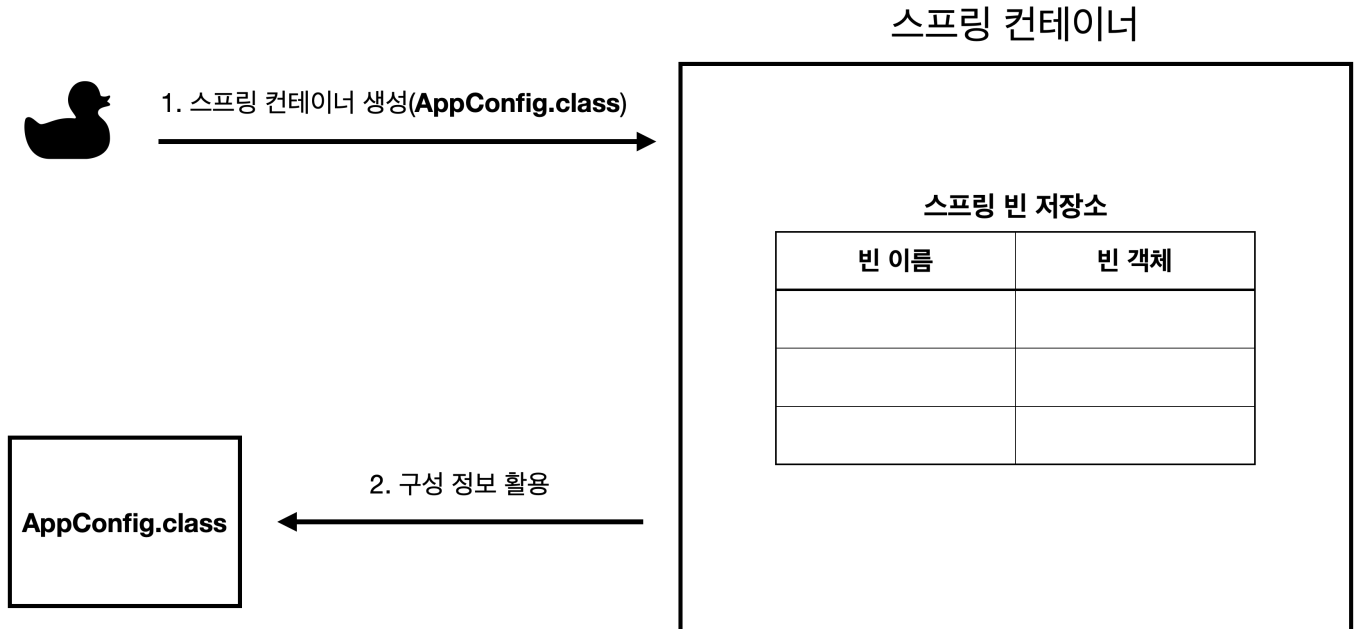 스프링 컨테이너
1. 스프링 컨테이너 생성(AppConfig.class)
스프링 빈 저장소
빈 이름 빈 객체
2. 구성 정보 활용
AppConfig.class